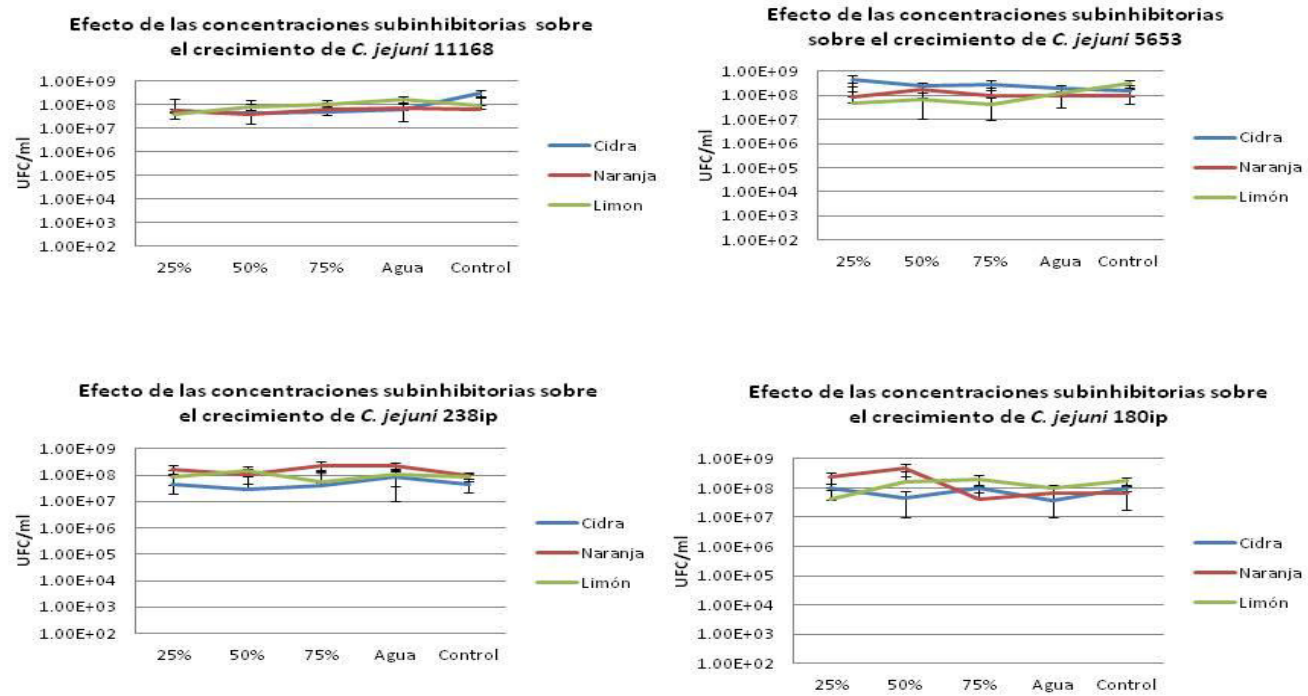 Efecto de las concentraciones subinhibitorias sobre
el crecimiento de C. jejuni 11168
UFC/ml
1.00E+09
1.00E+08
1.00E+07
1.00E+06
1.00E+05
1.00E+04
1.00E+03
1.00E+02
25% 50% 75% Agua Control
Cidra
Naranja
Limon
Efecto de las concentraciones subinhibitorias
sobre el crecimiento de C. jejuni 5653
UFC/ml
1.00E+09
1.00E+08
1.00E+07
1.00E+06
1.00E+05
1.00E+04
1.00E+03
1.00E+02
25% 50% 75% Agua Control
Cidra
Naranja
Limón
Efecto de las concentraciones subinhibitorias sobre
el crecimiento de C. jejuni 238ip
UFC/ml
1.00E+09
1.00E+08
1.00E+07
1.00E+06
1.00E+05
1.00E+04
1.00E+03
1.00E+02
25% 50% 75% Agua Control
Cidra
Naranja
Limón
Efecto de las concentraciones subinhibitorias sobre
el crecimiento de C. jejuni 180ip
UFC/ml
1.00E+09
1.00E+08
1.00E+07
1.00E+06
1.00E+05
1.00E+04
1.00E+03
1.00E+02
25% 50% 75% Agua Control
Cidra
Naranja
Limón